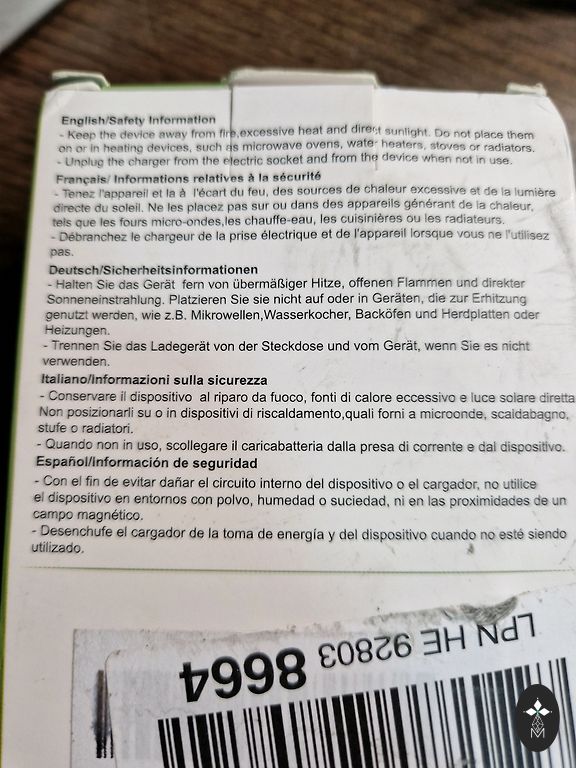 English/Safety Information
- Keep the device away from fire,excessive heat and direct sunlight. Do not place them
on or in heating devices, such as microwave ovens, water heaters, stoves or radiators.
- Unplug the charger from the electric socket and from the device when not in use.
Français/ Informations relatives à la sécurité
- Tenez l'appareil et la à l'écart du feu, des sources de chaleur excessive et de la lumière
directe du soleil. Ne les placez pas sur ou dans des appareils générant de la chaleur,
tels que les fours micro-ondes,les chauffe-eau, les cuisinières ou les radiateurs.
- Débranchez le chargeur de la prise électrique et de l'appareil lorsque vous ne l'utilisez
pas.
Deutsch/Sicherheitsinformationen
- Halten Sie das Gerät fern von übermäßiger Hitze, offenen Flammen und direkter
Sonneneinstrahlung. Platzieren Sie sie nicht auf oder in Geräten, die zur Erhitzung
genutzt werden, wie z.B. Mikrowellen,Wasserkocher, Backöfen und Herdplatten oder
Heizungen.
- Trennen Sie das Ladegerät von der Steckdose und vom Gerät, wenn Sie es nicht
verwenden.
Italiano/Informazioni sulla sicurezza
- Conservare il dispositivo al riparo da fuoco, fonti di calore eccessivo e luce solare diretta
Non posizionarli su o in dispositivi di riscaldamento,quali forni a microonde, scaldabagno,
stufe o radiatori.
- Quando non in uso, scollegare il caricabatteria dalla presa di corrente e dal dispositivo.
Español/Información de seguridad
- Con el fin de evitar dañar el circuito interno del dispositivo o el cargador, no utilice
el dispositivo en entornos con polvo, humedad o suciedad, ni en las proximidades de un
campo magnético.
- Desenchufe el cargador de la toma de energía y del dispositivo cuando no esté siendo
utilizado.
LPN HE 92803 8664